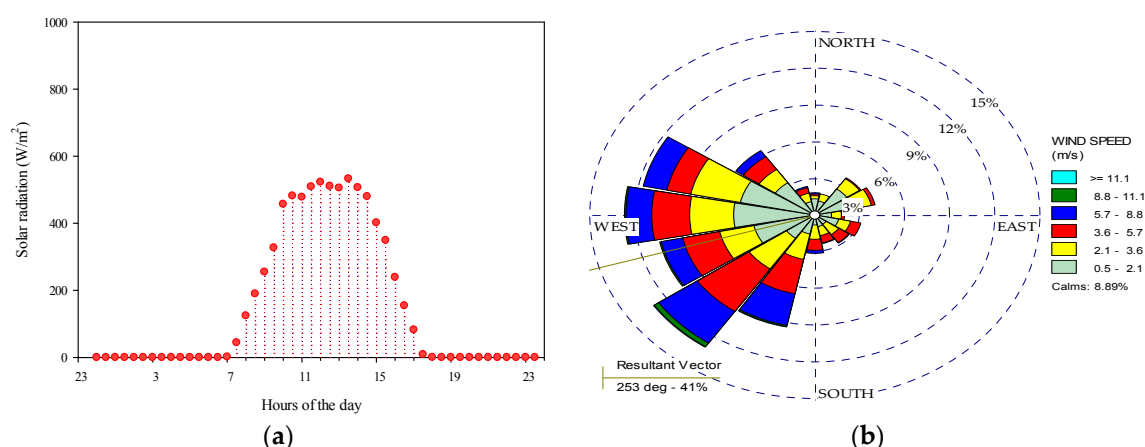 1000
800
600
400
200
0
Solar radiation (W/m²)
23
3
7
11
15
19
23
Hours of the day
(a)
NORTH
15%
12%
9%
6%
3%
WEST
EAST
SOUTH
Resultant Vector
253 deg - 41%
WIND SPEED
(m/s)
>= 11.1
8.8 - 11.1
5.7 - 8.8
3.6 - 5.7
2.1 - 3.6
0.5 - 2.1
Calms: 8.89%
(b)